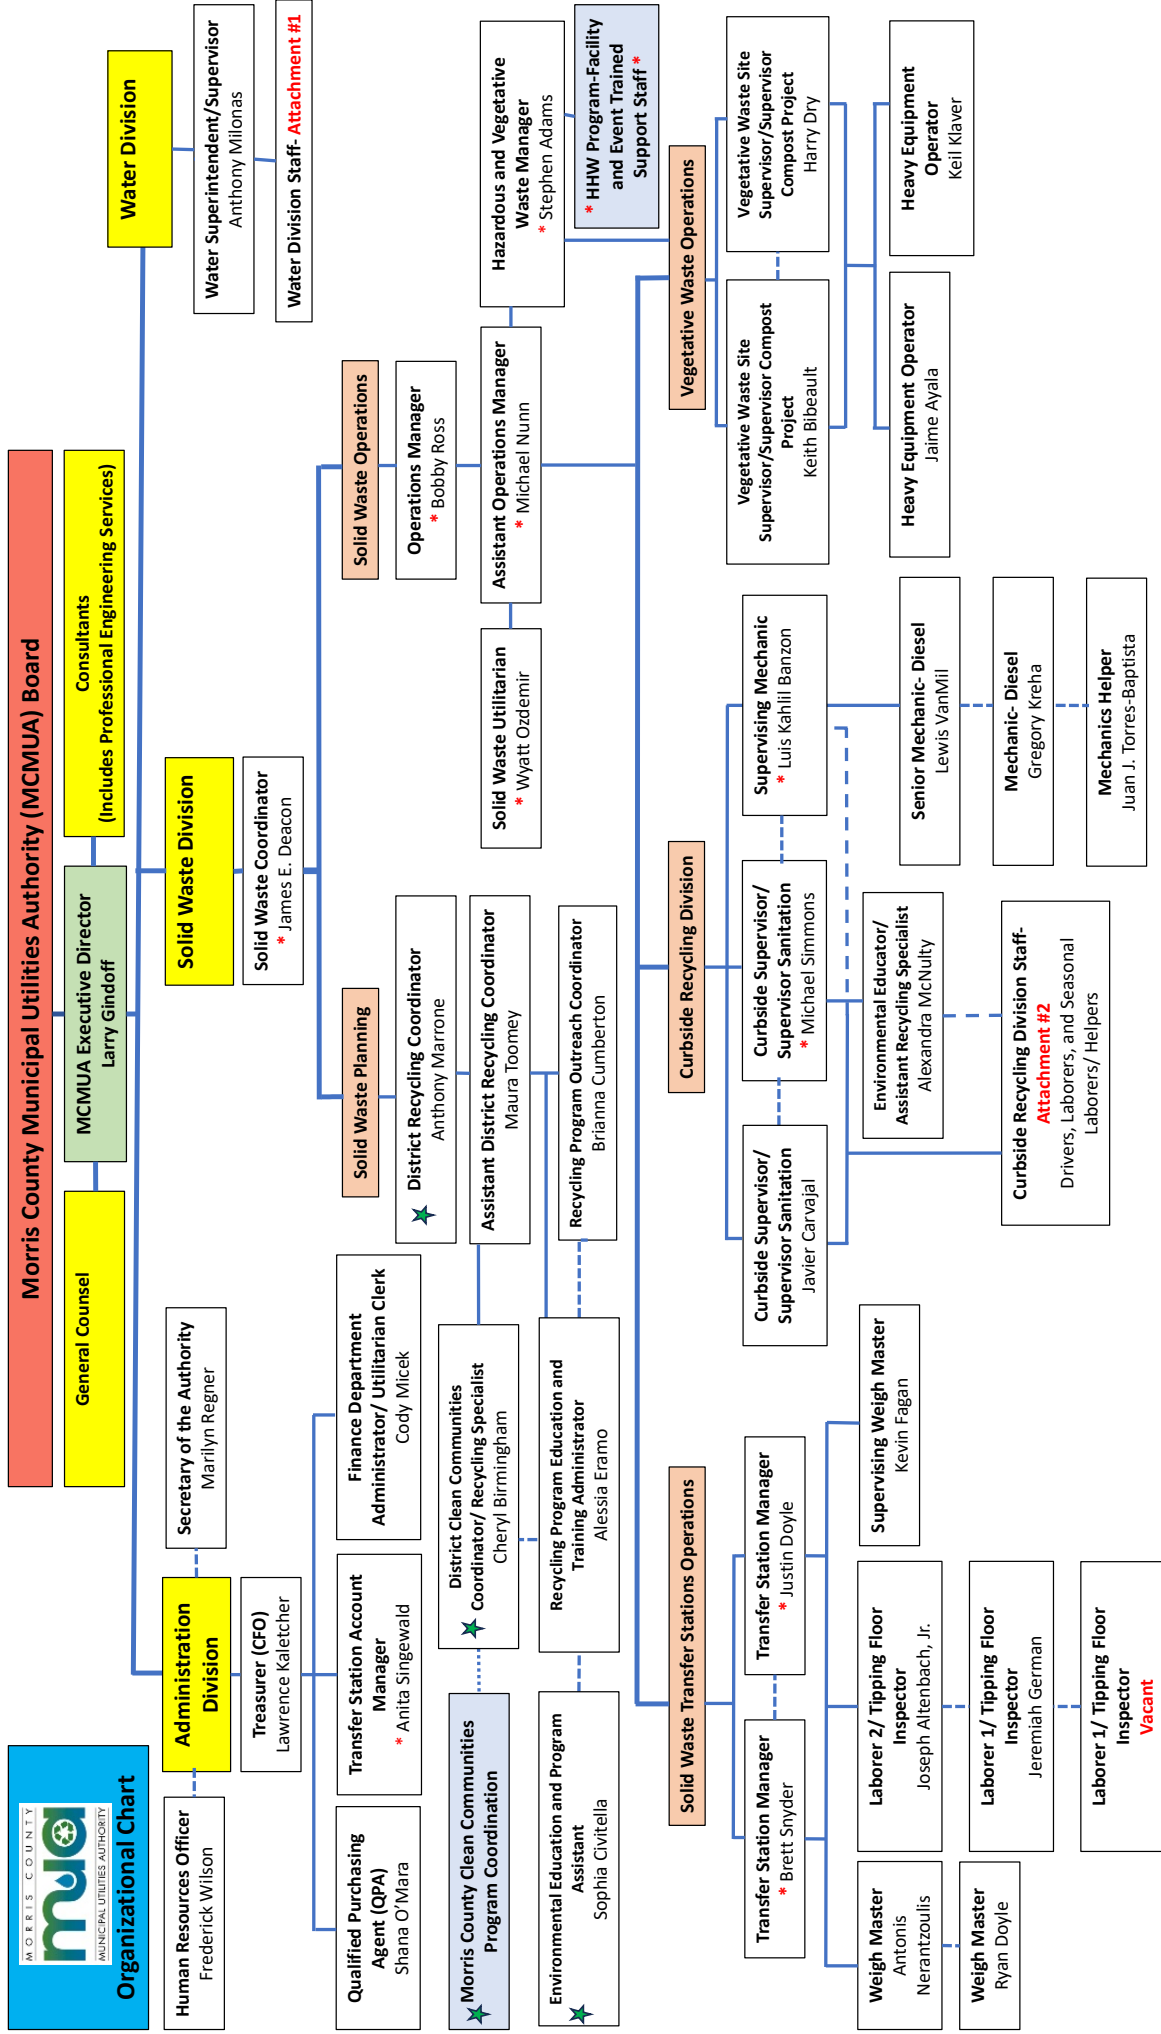 MORRIS COUNTY
mua
MUNICIPAL UTILITIES AUTHORITY
Organizational Chart
Morris County Municipal Utilities Authority (MCMUA) Board
General Counsel
MCMUA Executive Director
Larry Gindoff
Consultants
(Includes Professional Engineering Services)
Human Resources Officer
Frederick Wilson
Administration
Division
Secretary of the Authority
Marilyn Regner
Solid Waste Division
Water Division
Treasurer (CFO)
Lawrence Kaletcher
Solid Waste Coordinator
* James E. Deacon
Water Superintendent/Supervisor
Anthony Milonas
Water Division Staff- Attachment #1
Qualified Purchasing
Agent (QPA)
Shana O’Mara
Transfer Station Account
Manager
* Anita Singewald
Finance Department
Administrator/ Utilitarian Clerk
Cody Micek
Solid Waste Planning
Solid Waste Operations
District Recycling Coordinator
Anthony Marrone
Operations Manager
* Bobby Ross
Morris County Clean Communities
Program Coordination
District Clean Communities
Coordinator/ Recycling Specialist
Cheryl Birmingham
Assistant District Recycling Coordinator
Maura Toomey
Solid Waste Utilitarian
* Wyatt Ozdemir
Assistant Operations Manager
* Michael Nunn
Hazardous and Vegetative
Waste Manager
* Stephen Adams
Environmental Education and Program
Assistant
Sophia Civitella
Recycling Program Education and
Training Administrator
Alessia Eramo
Recycling Program Outreach Coordinator
Brianna Cumberton
* HHW Program-Facility
and Event Trained
Support Staff *
Solid Waste Transfer Stations Operations
Curbside Recycling Division
Vegetative Waste Operations
Transfer Station Manager
* Brett Snyder
Transfer Station Manager
* Justin Doyle
Curbside Supervisor/
Supervisor Sanitation
Javier Carvajal
Curbside Supervisor/
Supervisor Sanitation
* Michael Simmons
Supervising Mechanic
* Luis Kahlil Banzon
Vegetative Waste Site
Supervisor/Supervisor Compost
Project
Keith Bibeault
Vegetative Waste Site
Supervisor/Supervisor
Compost Project
Harry Dry
Weigh Master
Antonis
Nerantzoulis
Laborer 2/ Tipping Floor
Inspector
Joseph Altenbach, Jr.
Supervising Weigh Master
Kevin Fagan
Environmental Educator/
Assistant Recycling Specialist
Alexandra McNulty
Senior Mechanic- Diesel
Lewis VanMil
Heavy Equipment Operator
Jaime Ayala
Heavy Equipment
Operator
Keil Klaver
Weigh Master
Ryan Doyle
Laborer 1/ Tipping Floor
Inspector
Jeremiah German
Curbside Recycling Division Staff-
Attachment #2
Drivers, Laborers, and Seasonal
Laborers/ Helpers
Mechanic- Diesel
Gregory Kreha
Laborer 1/ Tipping Floor
Inspector
Vacant
Mechanics Helper
Juan J. Torres-Baptista